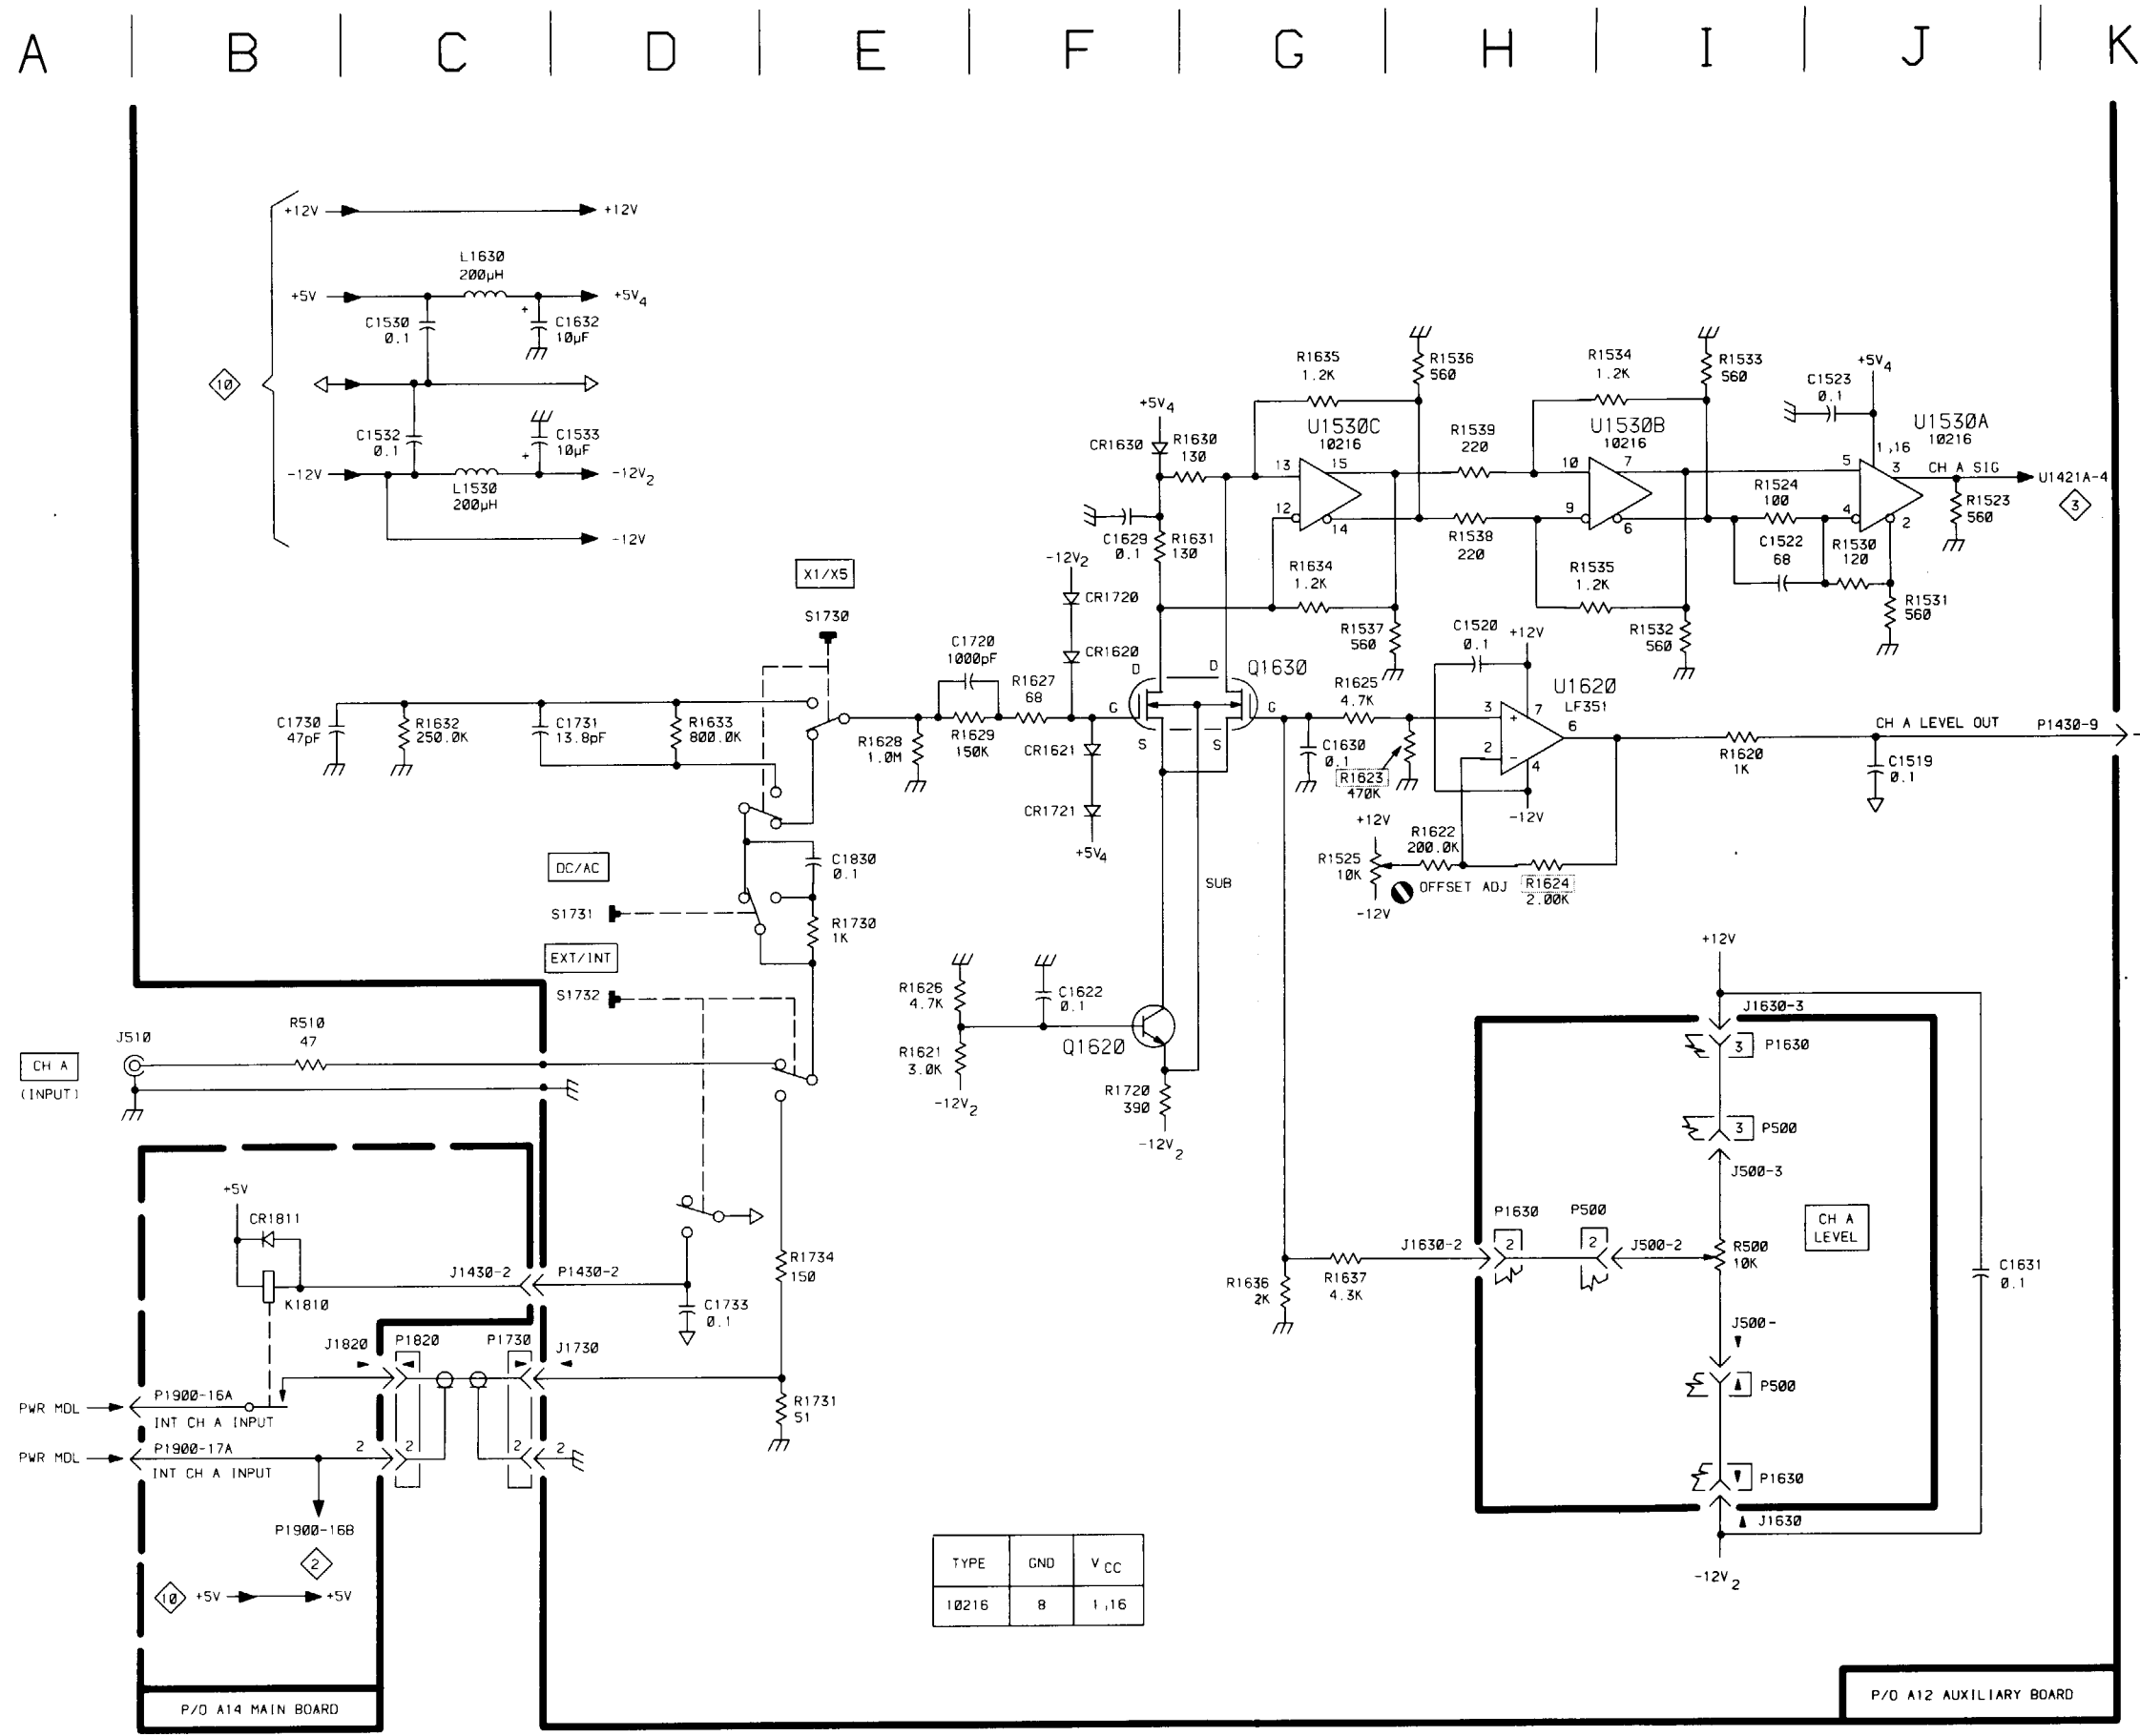 A B C D E F G H I J K
+12V +12V
L1630
200µH
+5V +5V4
C1530
0.1
C1632
10µF
10
C1532
0.1
C1533
10µF
-12V -12V2
L1530
200µH
-12V
X1/X5
S1730
C1730
47pF
R1632
250.0K
C1731
13.8pF
R1633
800.0K
R1628
1.0M
C1720
1000pF
R1629
150K
R1627
68
-12V2
CR1720
CR1620
CR1621
CR1721
+5V4
+5V4
CR1630
R1630
130
C1629
0.1
R1631
130
D D
Q1630
G G
S S
SUB
R1635
1.2K
R1536
560
U1530C
10216
13 15
12 14
R1634
1.2K
R1537
560
R1539
220
R1538
220
R1534
1.2K
R1533
560
U1530B
10216
10 7
9 6
R1535
1.2K
R1532
560
C1523
0.1
+5V4
U1530A
10216
1,16
5 3
CH A SIG
U1421A-4
3
4 2
R1524
100
C1522
68
R1530
120
R1523
560
R1531
560
C1520
0.1
+12V
U1620
LF351
R1625
4.7K
C1630
0.1
R1623
470K
3 + 7
6
2 - 4
-12V
R1620
1K
CH A LEVEL OUT
P1430-9
C1519
0.1
+12V
R1525
10K
-12V
R1622
200.0K
OFFSET ADJ
R1624
2.00K
DC/AC
S1731
C1830
0.1
R1730
1K
EXT/INT
S1732
R1626
4.7K
C1622
0.1
R1621
3.0K
-12V2
Q1620
R1720
390
-12V2
CH A
(INPUT)
J510
R510
47
+5V
CR1811
K1810
J1430-2 P1430-2
C1733
0.1
R1734
150
R1731
51
J1820 P1820 P1730 J1730
PWR MDL
P1900-16A
INT CH A INPUT
PWR MDL
P1900-17A
INT CH A INPUT
2 2 2 2
P1900-16B
2
10 +5V +5V
P/O A14 MAIN BOARD
TYPE GND VCC
10216 8 1,16
+12V
J1630-3
3 P1630
3 P500
J500-3
P1630 P500
J1630-2 2 2 J500-2
R500
10K
CH A
LEVEL
C1631
0.1
R1636
2K
R1637
4.3K
J500-
P500
P1630
J1630
-12V2
P/O A12 AUXILIARY BOARD